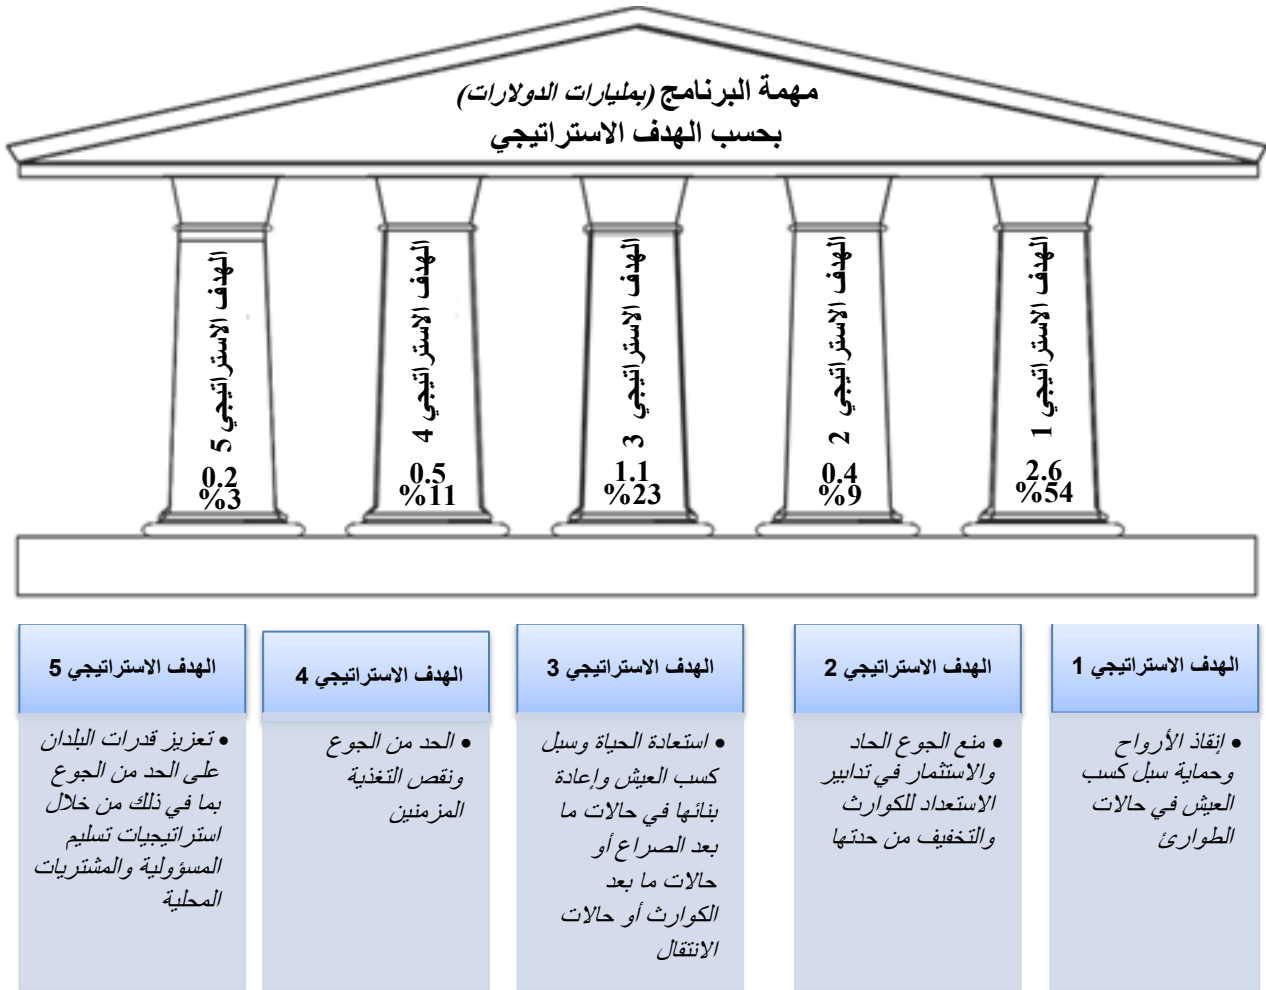 مهمة البرنامج (بمليارات الدولارات)
بحسب الهدف الاستراتيجي
الهدف الاستراتيجي 1
2.6
%54
الهدف الاستراتيجي 2
0.4
%9
الهدف الاستراتيجي 3
1.1
%23
الهدف الاستراتيجي 4
0.5
%11
الهدف الاستراتيجي 5
0.2
%3
الهدف الاستراتيجي 1
• إنقاذ الأرواح
وحماية سبل كسب
العيش في حالات
الطوارئ
الهدف الاستراتيجي 2
• منع الجوع الحاد
والاستثمار في تدابير
الاستعداد للكوارث
والتخفيف من حدتها
الهدف الاستراتيجي 3
• استعادة الحياة وسبل
كسب العيش وإعادة
بنائها في حالات ما
بعد الصراع أو
حالات ما بعد
الكوارث أو حالات
الانتقال
الهدف الاستراتيجي 4
• الحد من الجوع
ونقص التغذية
المزمنين
الهدف الاستراتيجي 5
• تعزيز قدرات البلدان
على الحد من الجوع
بما في ذلك من خلال
استراتيجيات تسليم
المسؤولية والمشتريات
المحلية